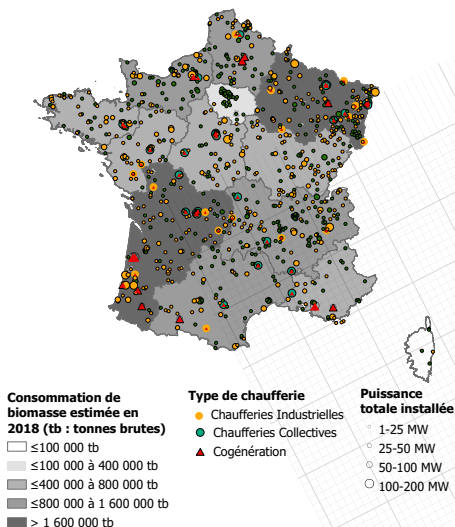 Consommation de
biomasse estimée en
2018 (tb : tonnes brutes)
≤100 000 tb
≤100 000 à 400 000 tb
≤400 000 à 800 000 tb
≤800 000 à 1 600 000 tb
> 1 600 000 tb
Type de chaufferie
Chaufferies Industrielles
Chaufferies Collectives
Cogénération
Puissance
totale installée
1-25 MW
25-50 MW
50-100 MW
100-200 MW